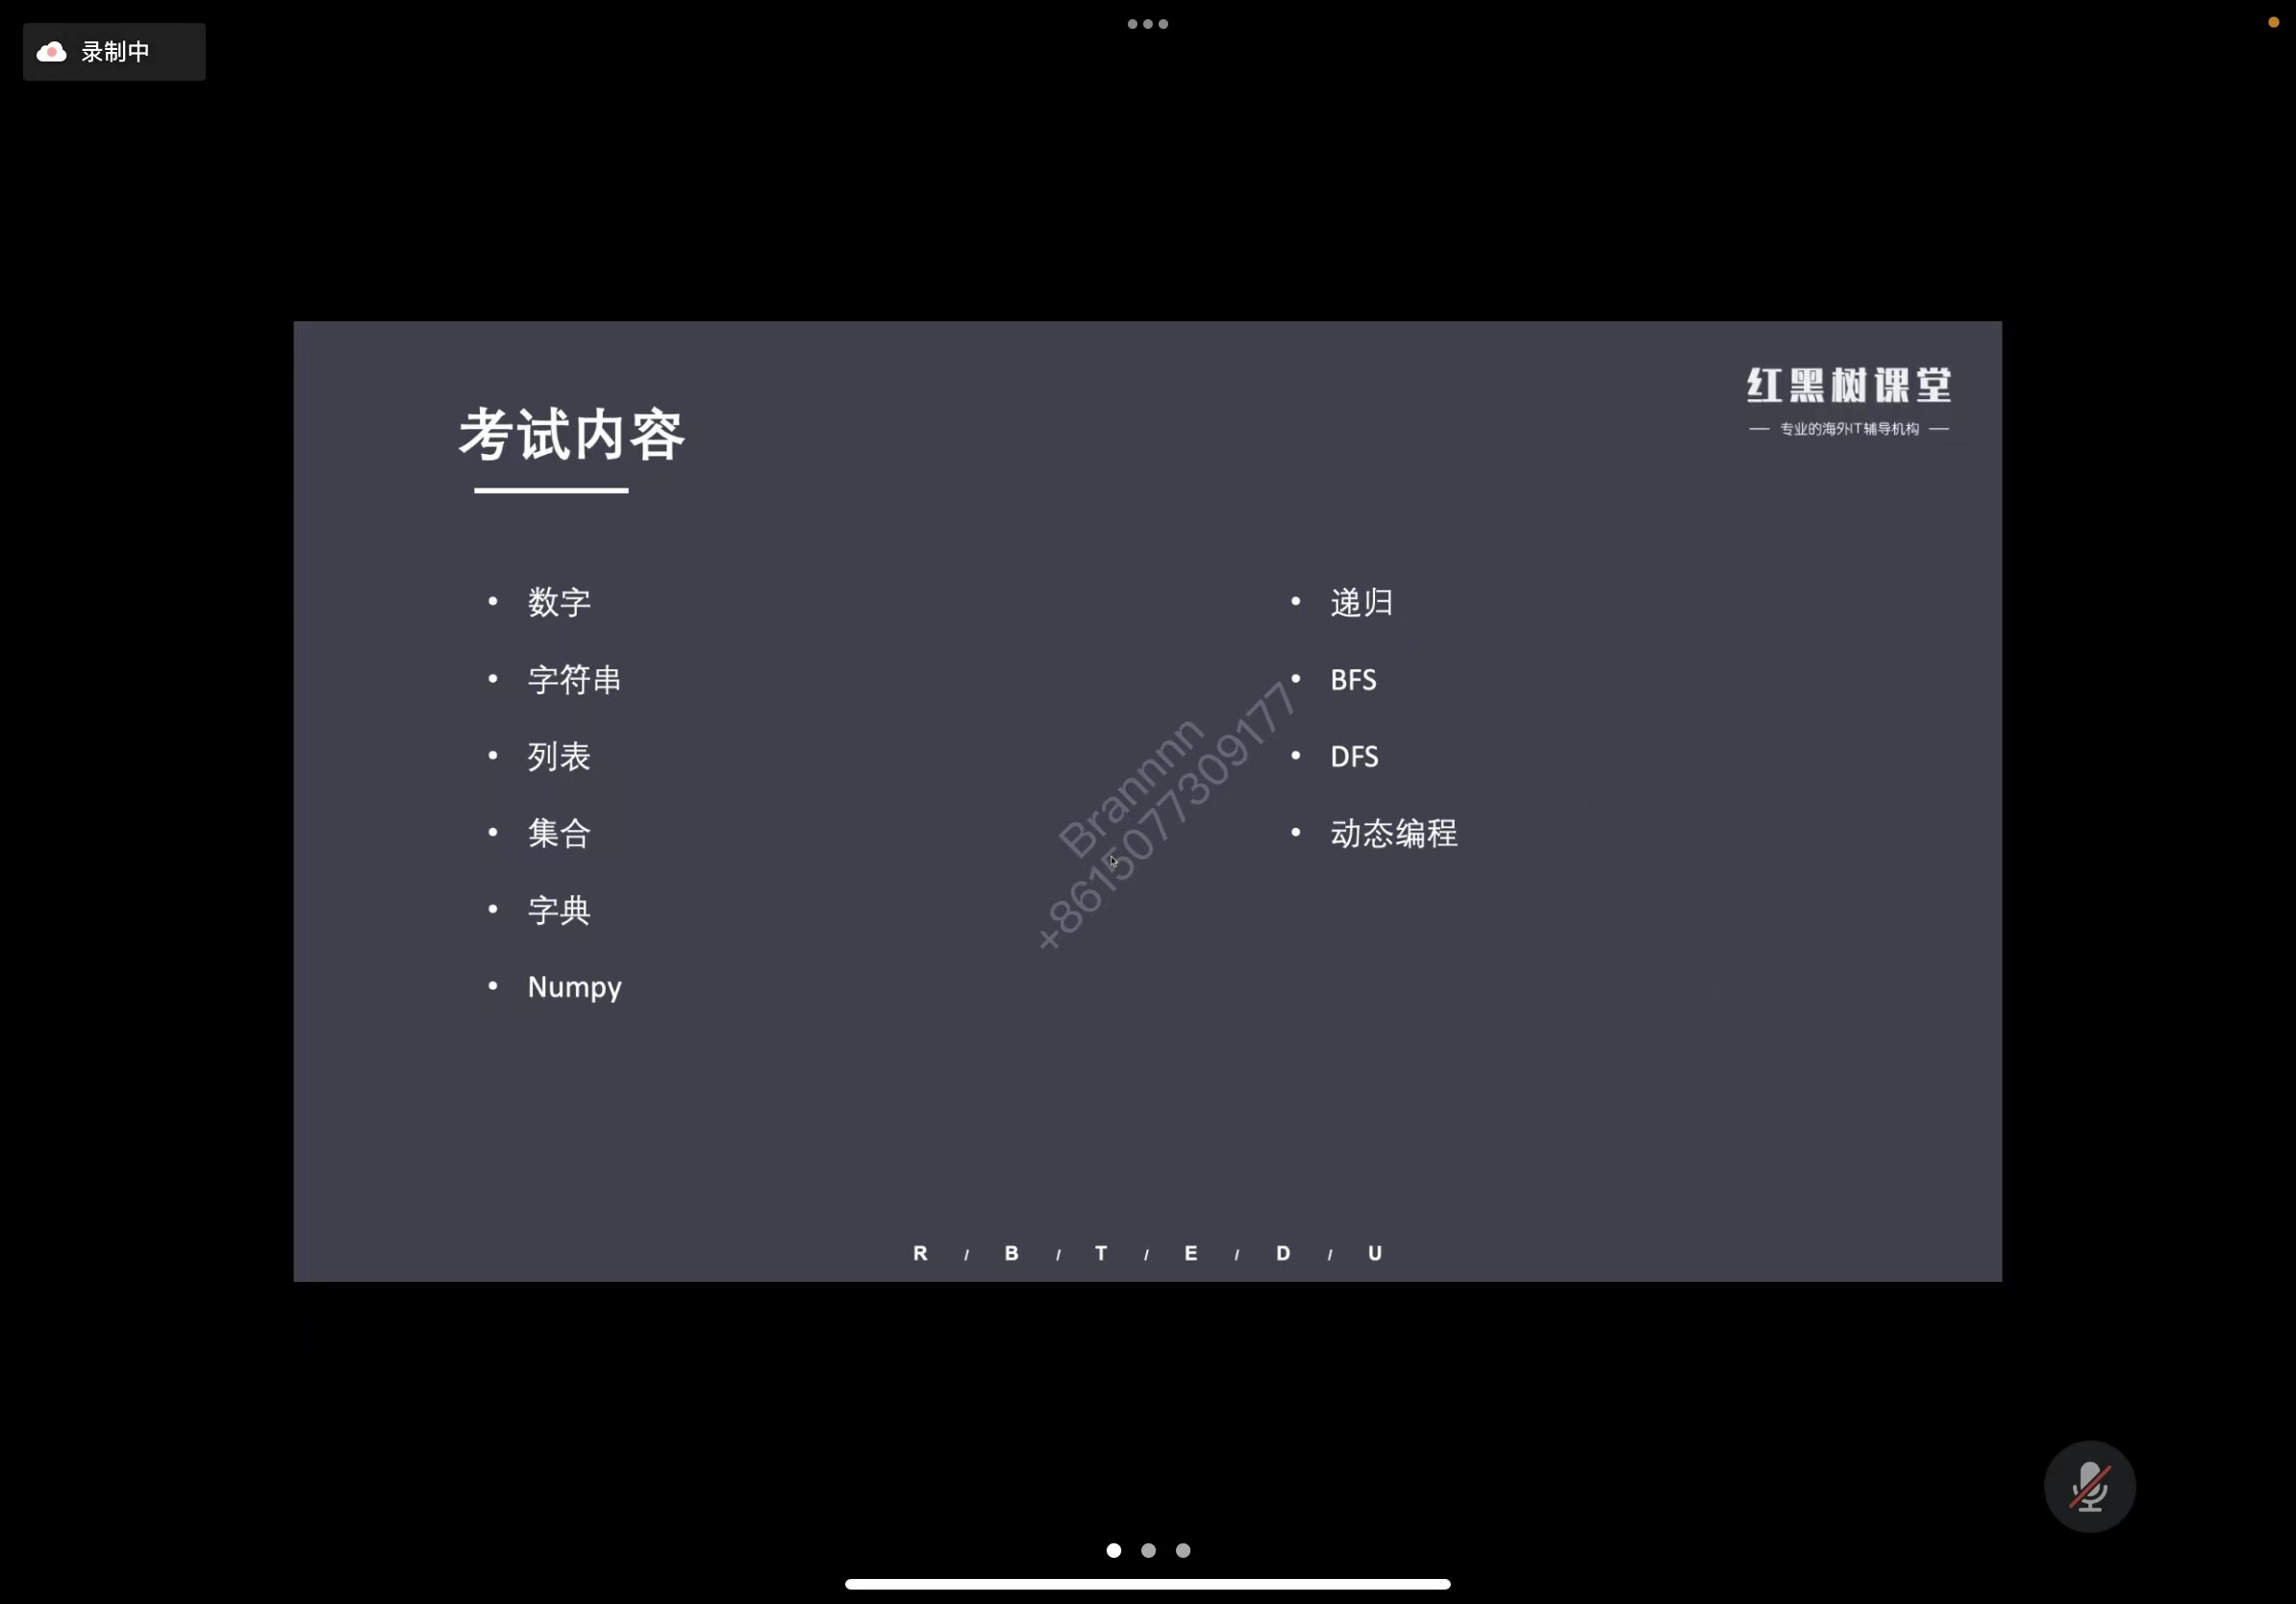 录制中
红黑树课堂
专业的海外IT辅导机构
考试内容
• 数字
• 字符串
• 列表
• 集合
• 字典
• Numpy
• 递归
• BFS
• DFS
• 动态编程
Brannnn
+8615077309177
R / B / T / E / D / U